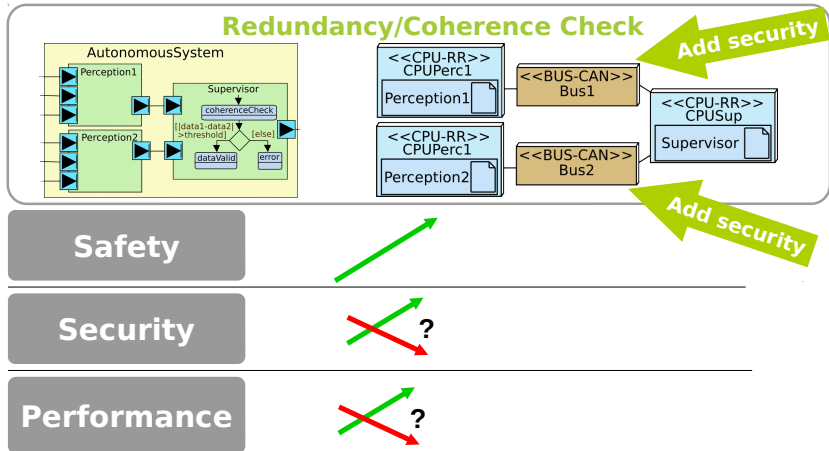 Redundancy/Coherence Check
AutonomousSystem
Perception1
Perception2
Supervisor
coherenceCheck
[|data1-data2|
>threshold]
[else]
dataValid
error
<<CPU-RR>>
CPUPerc1
Perception1
<<CPU-RR>>
CPUPerc1
Perception2
<<BUS-CAN>>
Bus1
<<BUS-CAN>>
Bus2
<<CPU-RR>>
CPUSup
Supervisor
Add security
Add security
Safety
Security
?
Performance
?